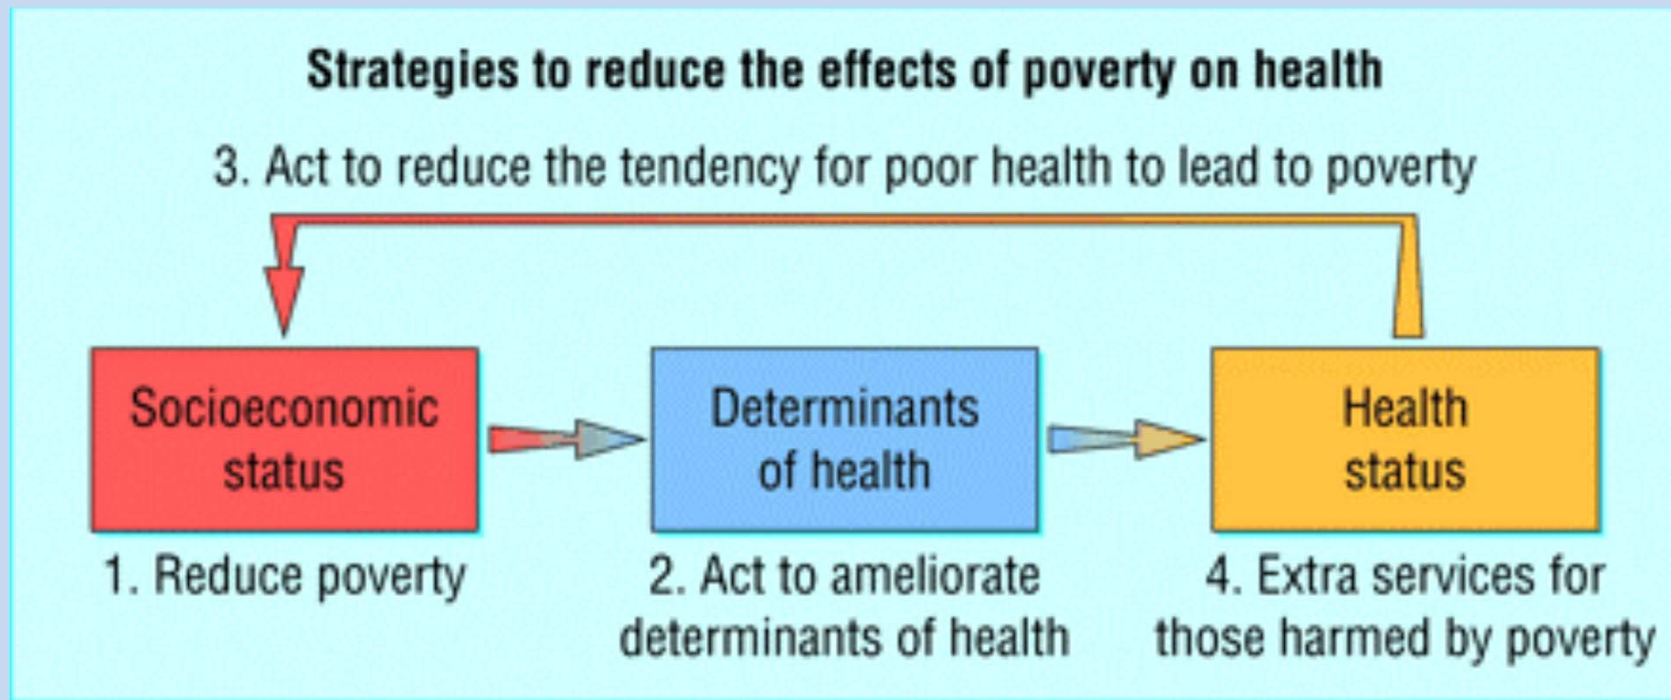 Strategies to reduce the effects of poverty on health
3. Act to reduce the tendency for poor health to lead to poverty
Socioeconomic
status
Determinants
of health
Health
status
1. Reduce poverty
2. Act to ameliorate
determinants of health
4. Extra services for
those harmed by poverty